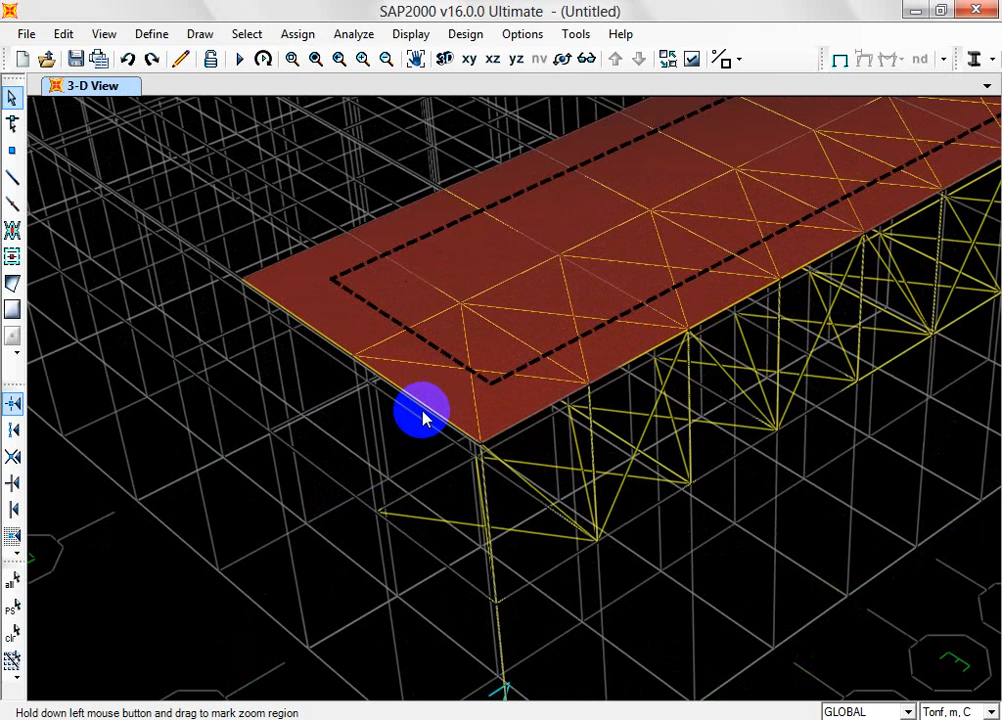 SAP2000 v16.0.0 Ultimate - (Untitled)
File Edit View Define Draw Select Assign Analyze Display Design Options Tools Help
3D xy xz yz nv nd
3-D View
all
PS
clr
E
Hold down left mouse button and drag to mark zoom region
GLOBAL
Tonf, m, C